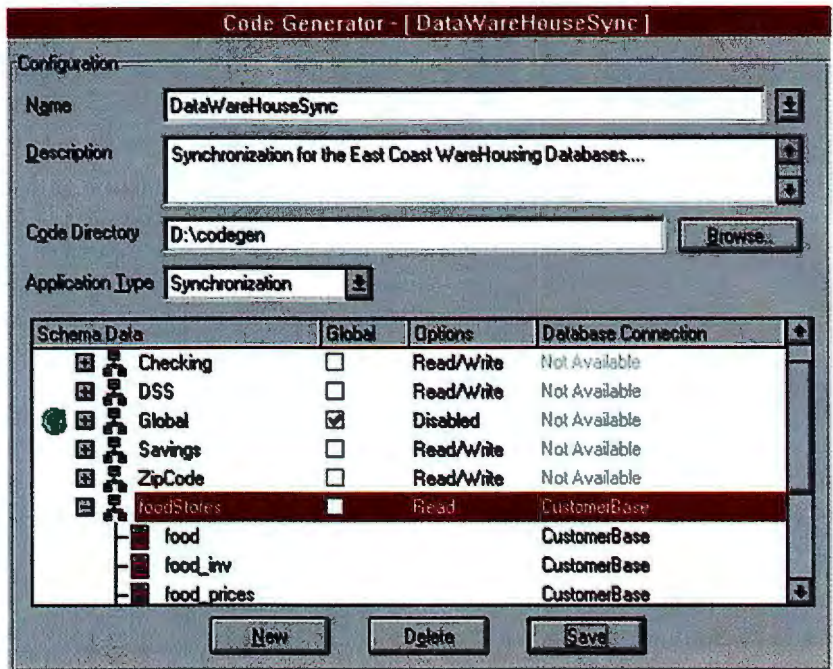 Code Generator - [ DataWareHouseSync ]
Configuration
Name DataWareHouseSync
Description Synchronization for the East Coast WareHousing Databases....
Code Directory D:\codegen Browse..
Application Type Synchronization
Schema Data Global Options Database Connection
Checking Read/Write Not Available
DSS Read/Write Not Available
Global Disabled Not Available
Savings Read/Write Not Available
ZipCode Read/Write Not Available
foodStores Read CustomerBase
food CustomerBase
food_inv CustomerBase
food_prices CustomerBase
New Delete Save